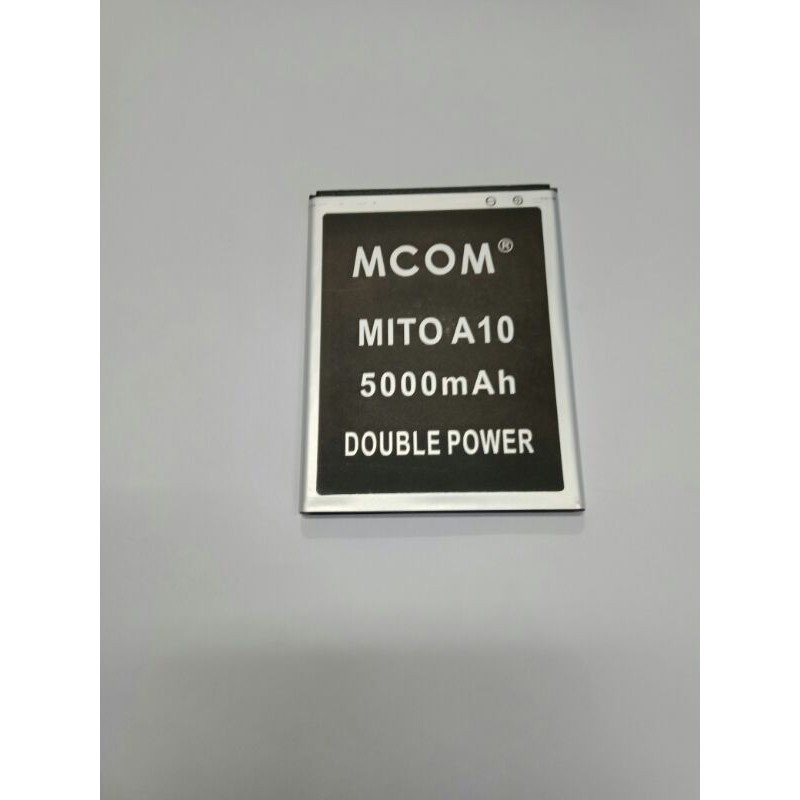 MCOM®
MITO A10
5000mAh
DOUBLE POWER